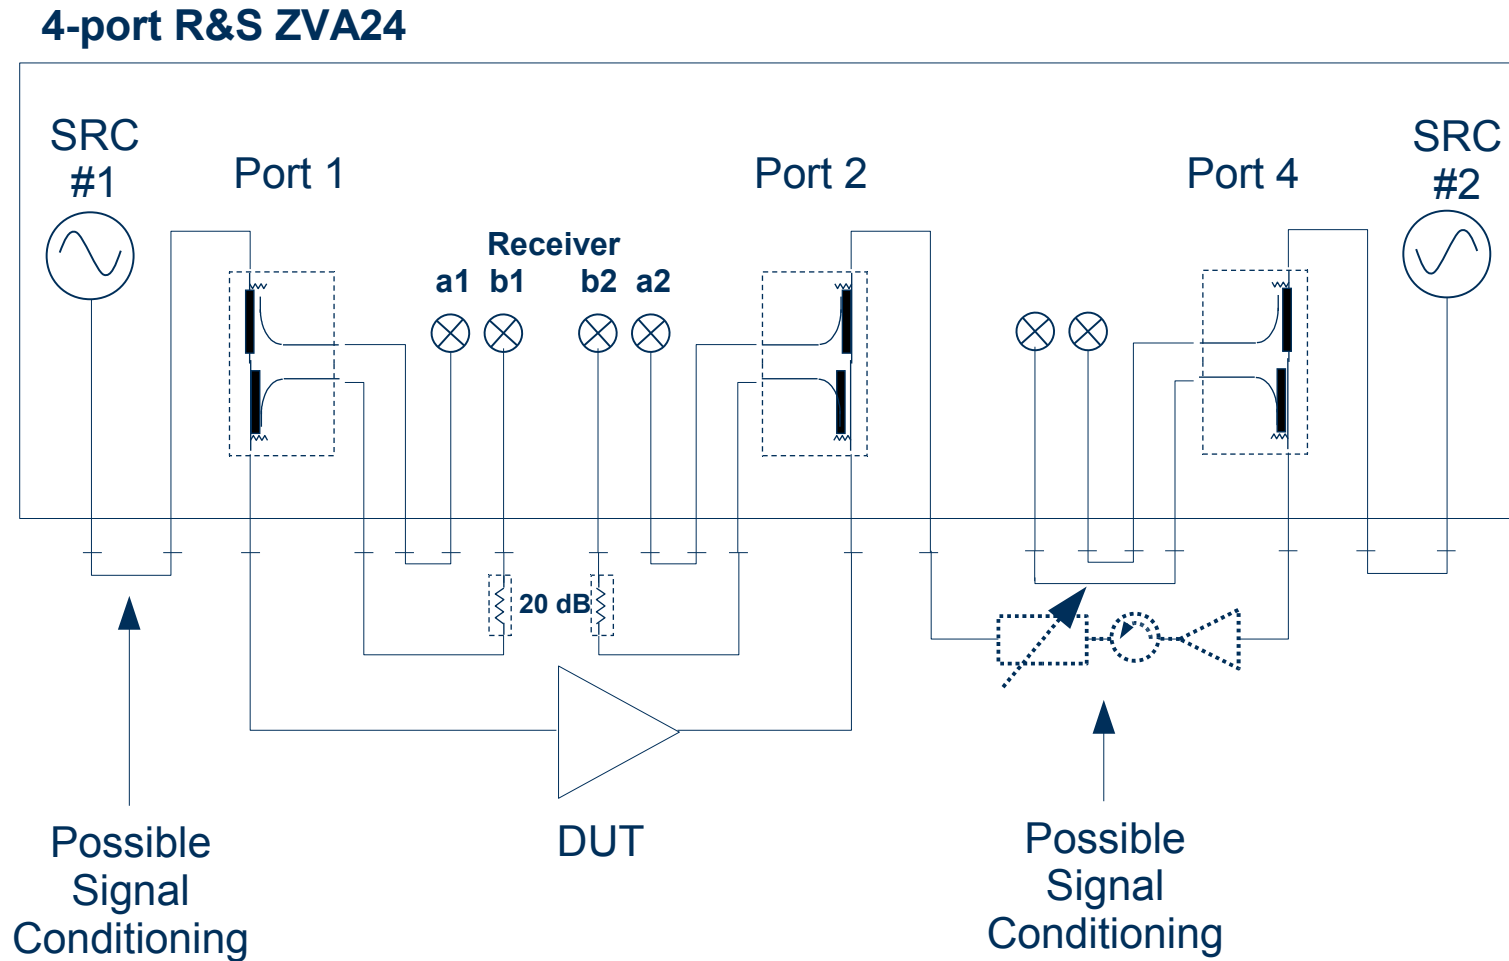 4-port R&S ZVA24
SRC
#1
Port 1
Port 2
Port 4
SRC
#2
Receiver
a1 b1 b2 a2
20 dB
DUT
Possible
Signal
Conditioning
Possible
Signal
Conditioning